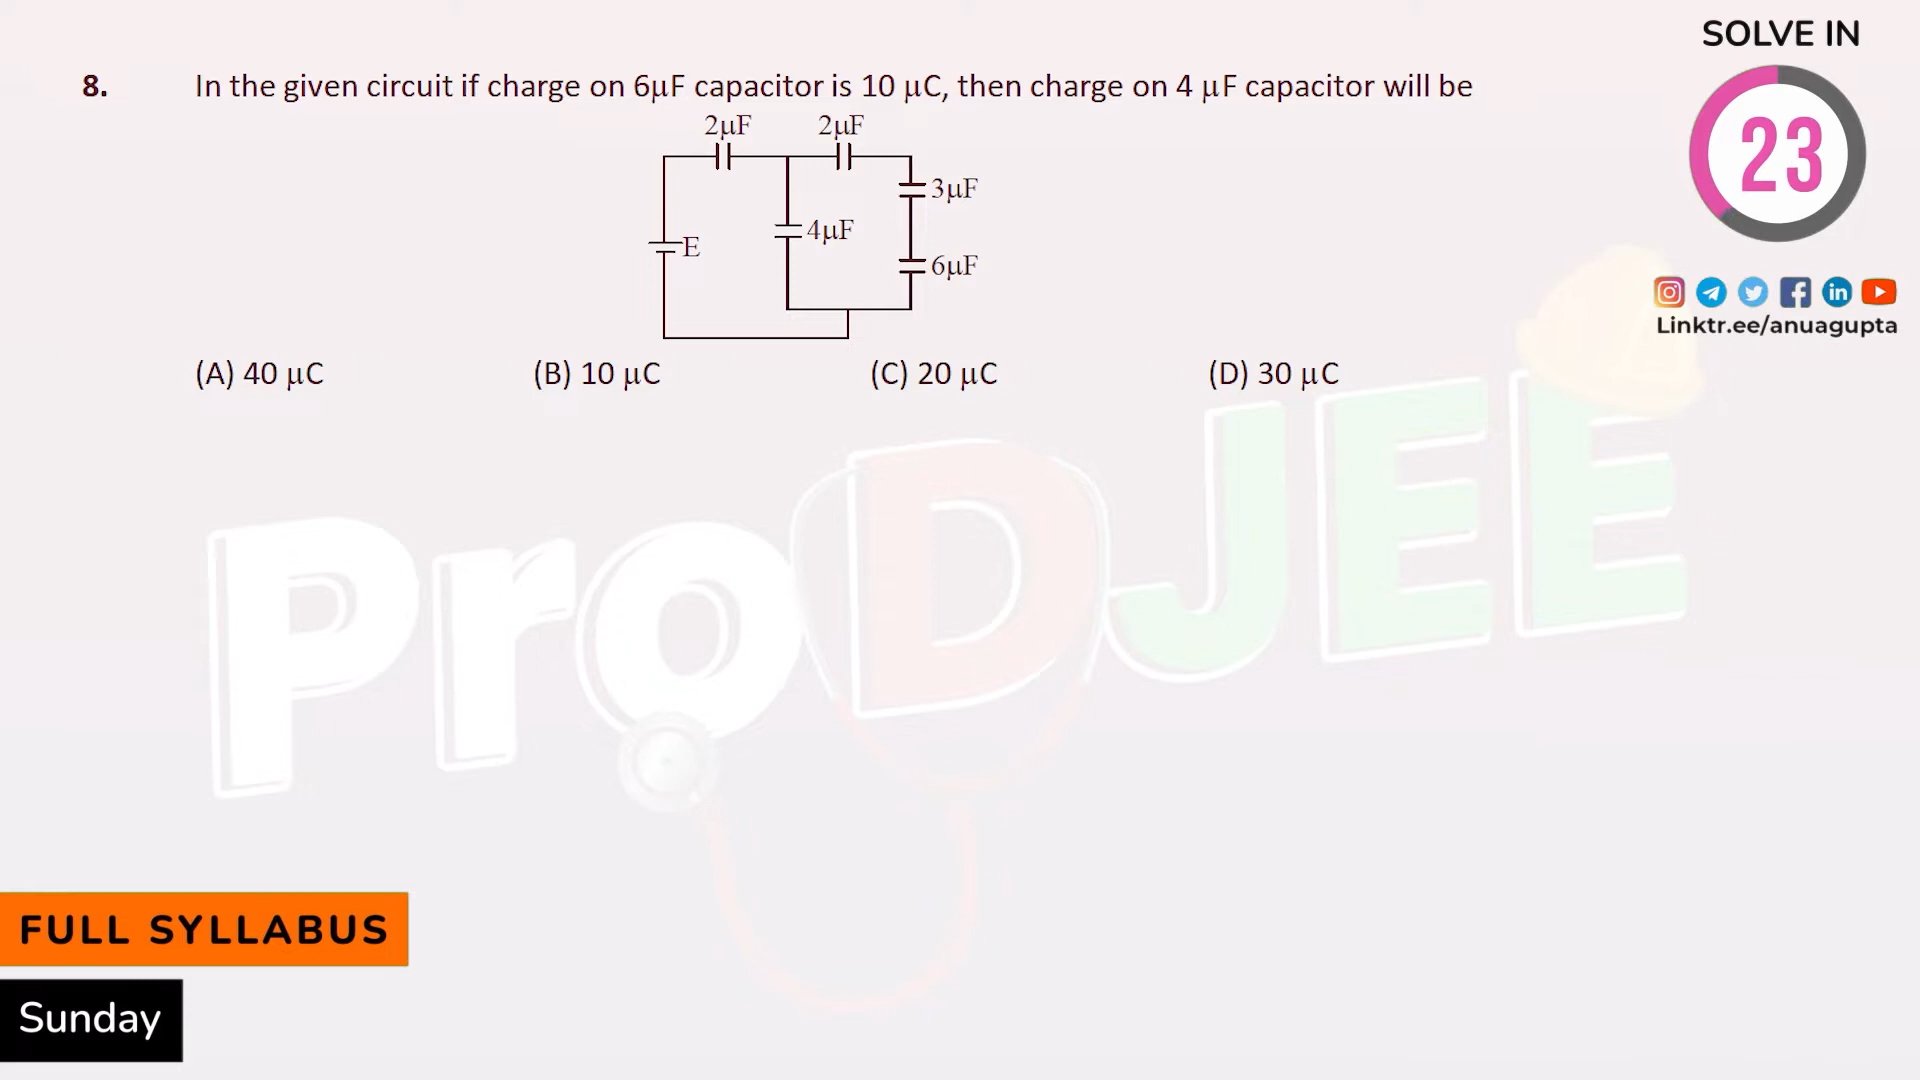 SOLVE IN
23
8. In the given circuit if charge on 6μF capacitor is 10 μC, then charge on 4 μF capacitor will be
2μF 2μF
3μF
4μF
E
6μF
Linktr.ee/anuagupta
(A) 40 μC (B) 10 μC (C) 20 μC (D) 30 μC
ProDJEE
FULL SYLLABUS
Sunday